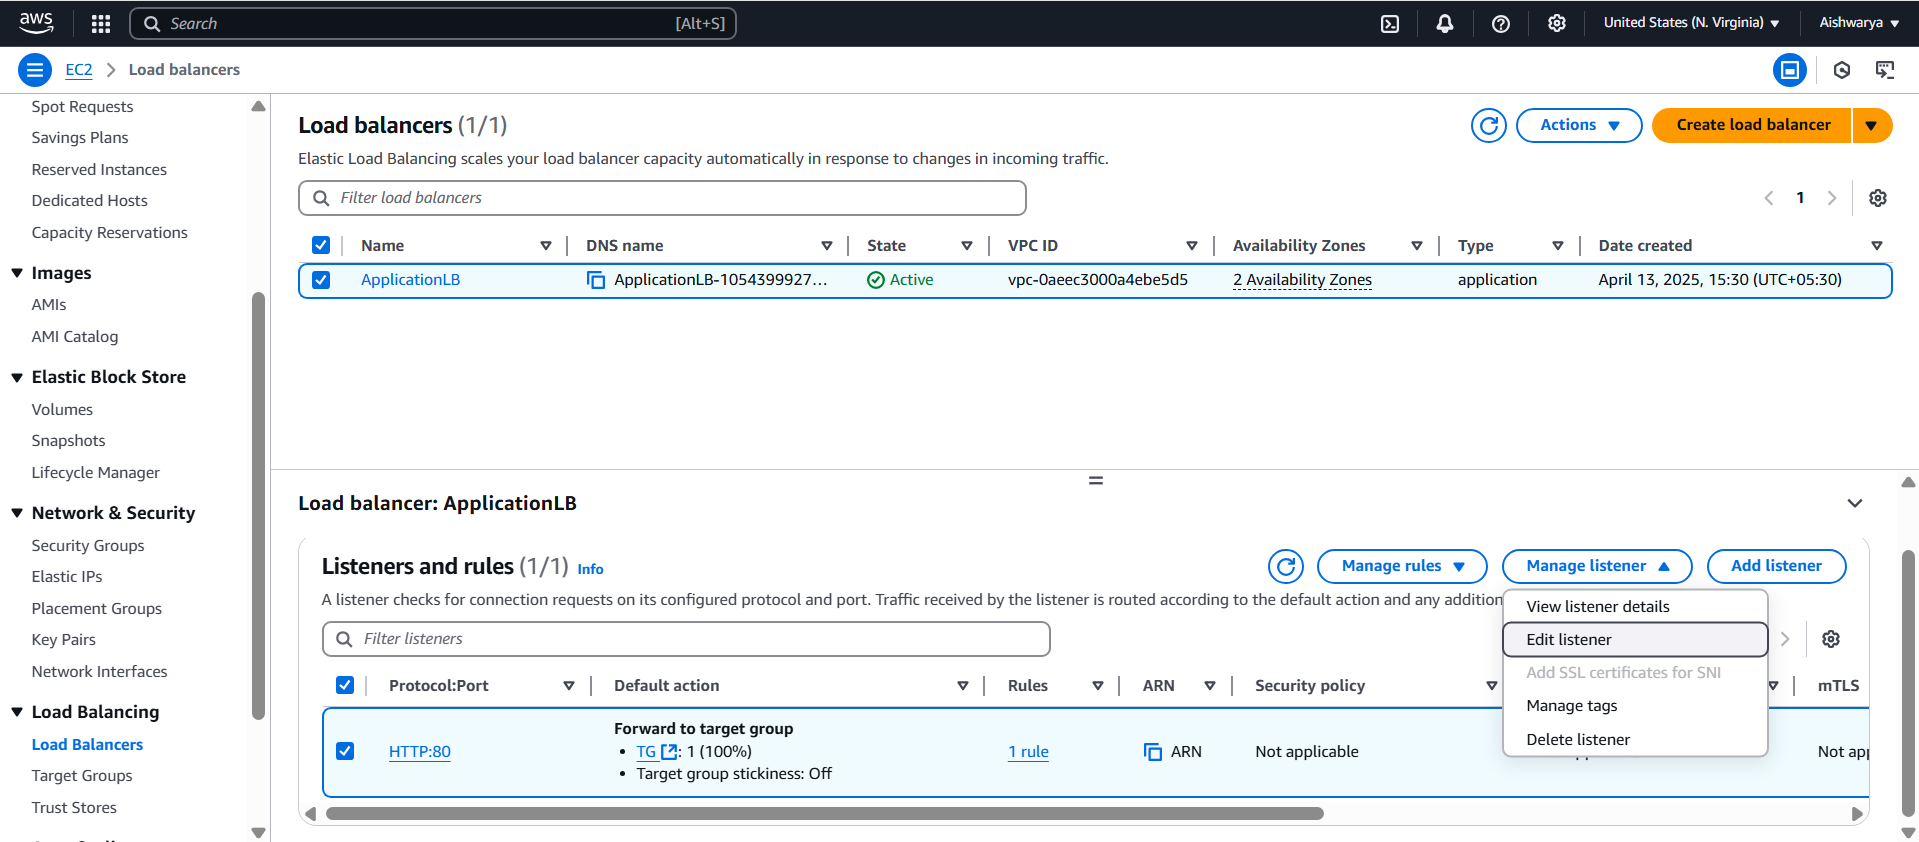 aws
Search [Alt+S]
United States (N. Virginia) Aishwarya
EC2 Load balancers
Spot Requests
Savings Plans
Reserved Instances
Dedicated Hosts
Capacity Reservations
Images
AMIs
AMI Catalog
Elastic Block Store
Volumes
Snapshots
Lifecycle Manager
Network & Security
Security Groups
Elastic IPs
Placement Groups
Key Pairs
Network Interfaces
Load Balancing
Load Balancers
Target Groups
Trust Stores
Load balancers (1/1)
Actions
Create load balancer
Elastic Load Balancing scales your load balancer capacity automatically in response to changes in incoming traffic.
Filter load balancers
1
Name DNS name State VPC ID Availability Zones Type Date created
ApplicationLB ApplicationLB-1054399927... Active vpc-0aeec3000a4ebe5d5 2 Availability Zones application April 13, 2025, 15:30 (UTC+05:30)
Load balancer: ApplicationLB
Listeners and rules (1/1) Info
Manage rules Manage listener Add listener
A listener checks for connection requests on its configured protocol and port. Traffic received by the listener is routed according to the default action and any addition
View listener details
Edit listener
Add SSL certificates for SNI
Manage tags
Delete listener
Filter listeners
Protocol:Port Default action Rules ARN Security policy mTLS
HTTP:80
Forward to target group
• TG : 1 (100%)
• Target group stickiness: Off
1 rule ARN Not applicable Not app